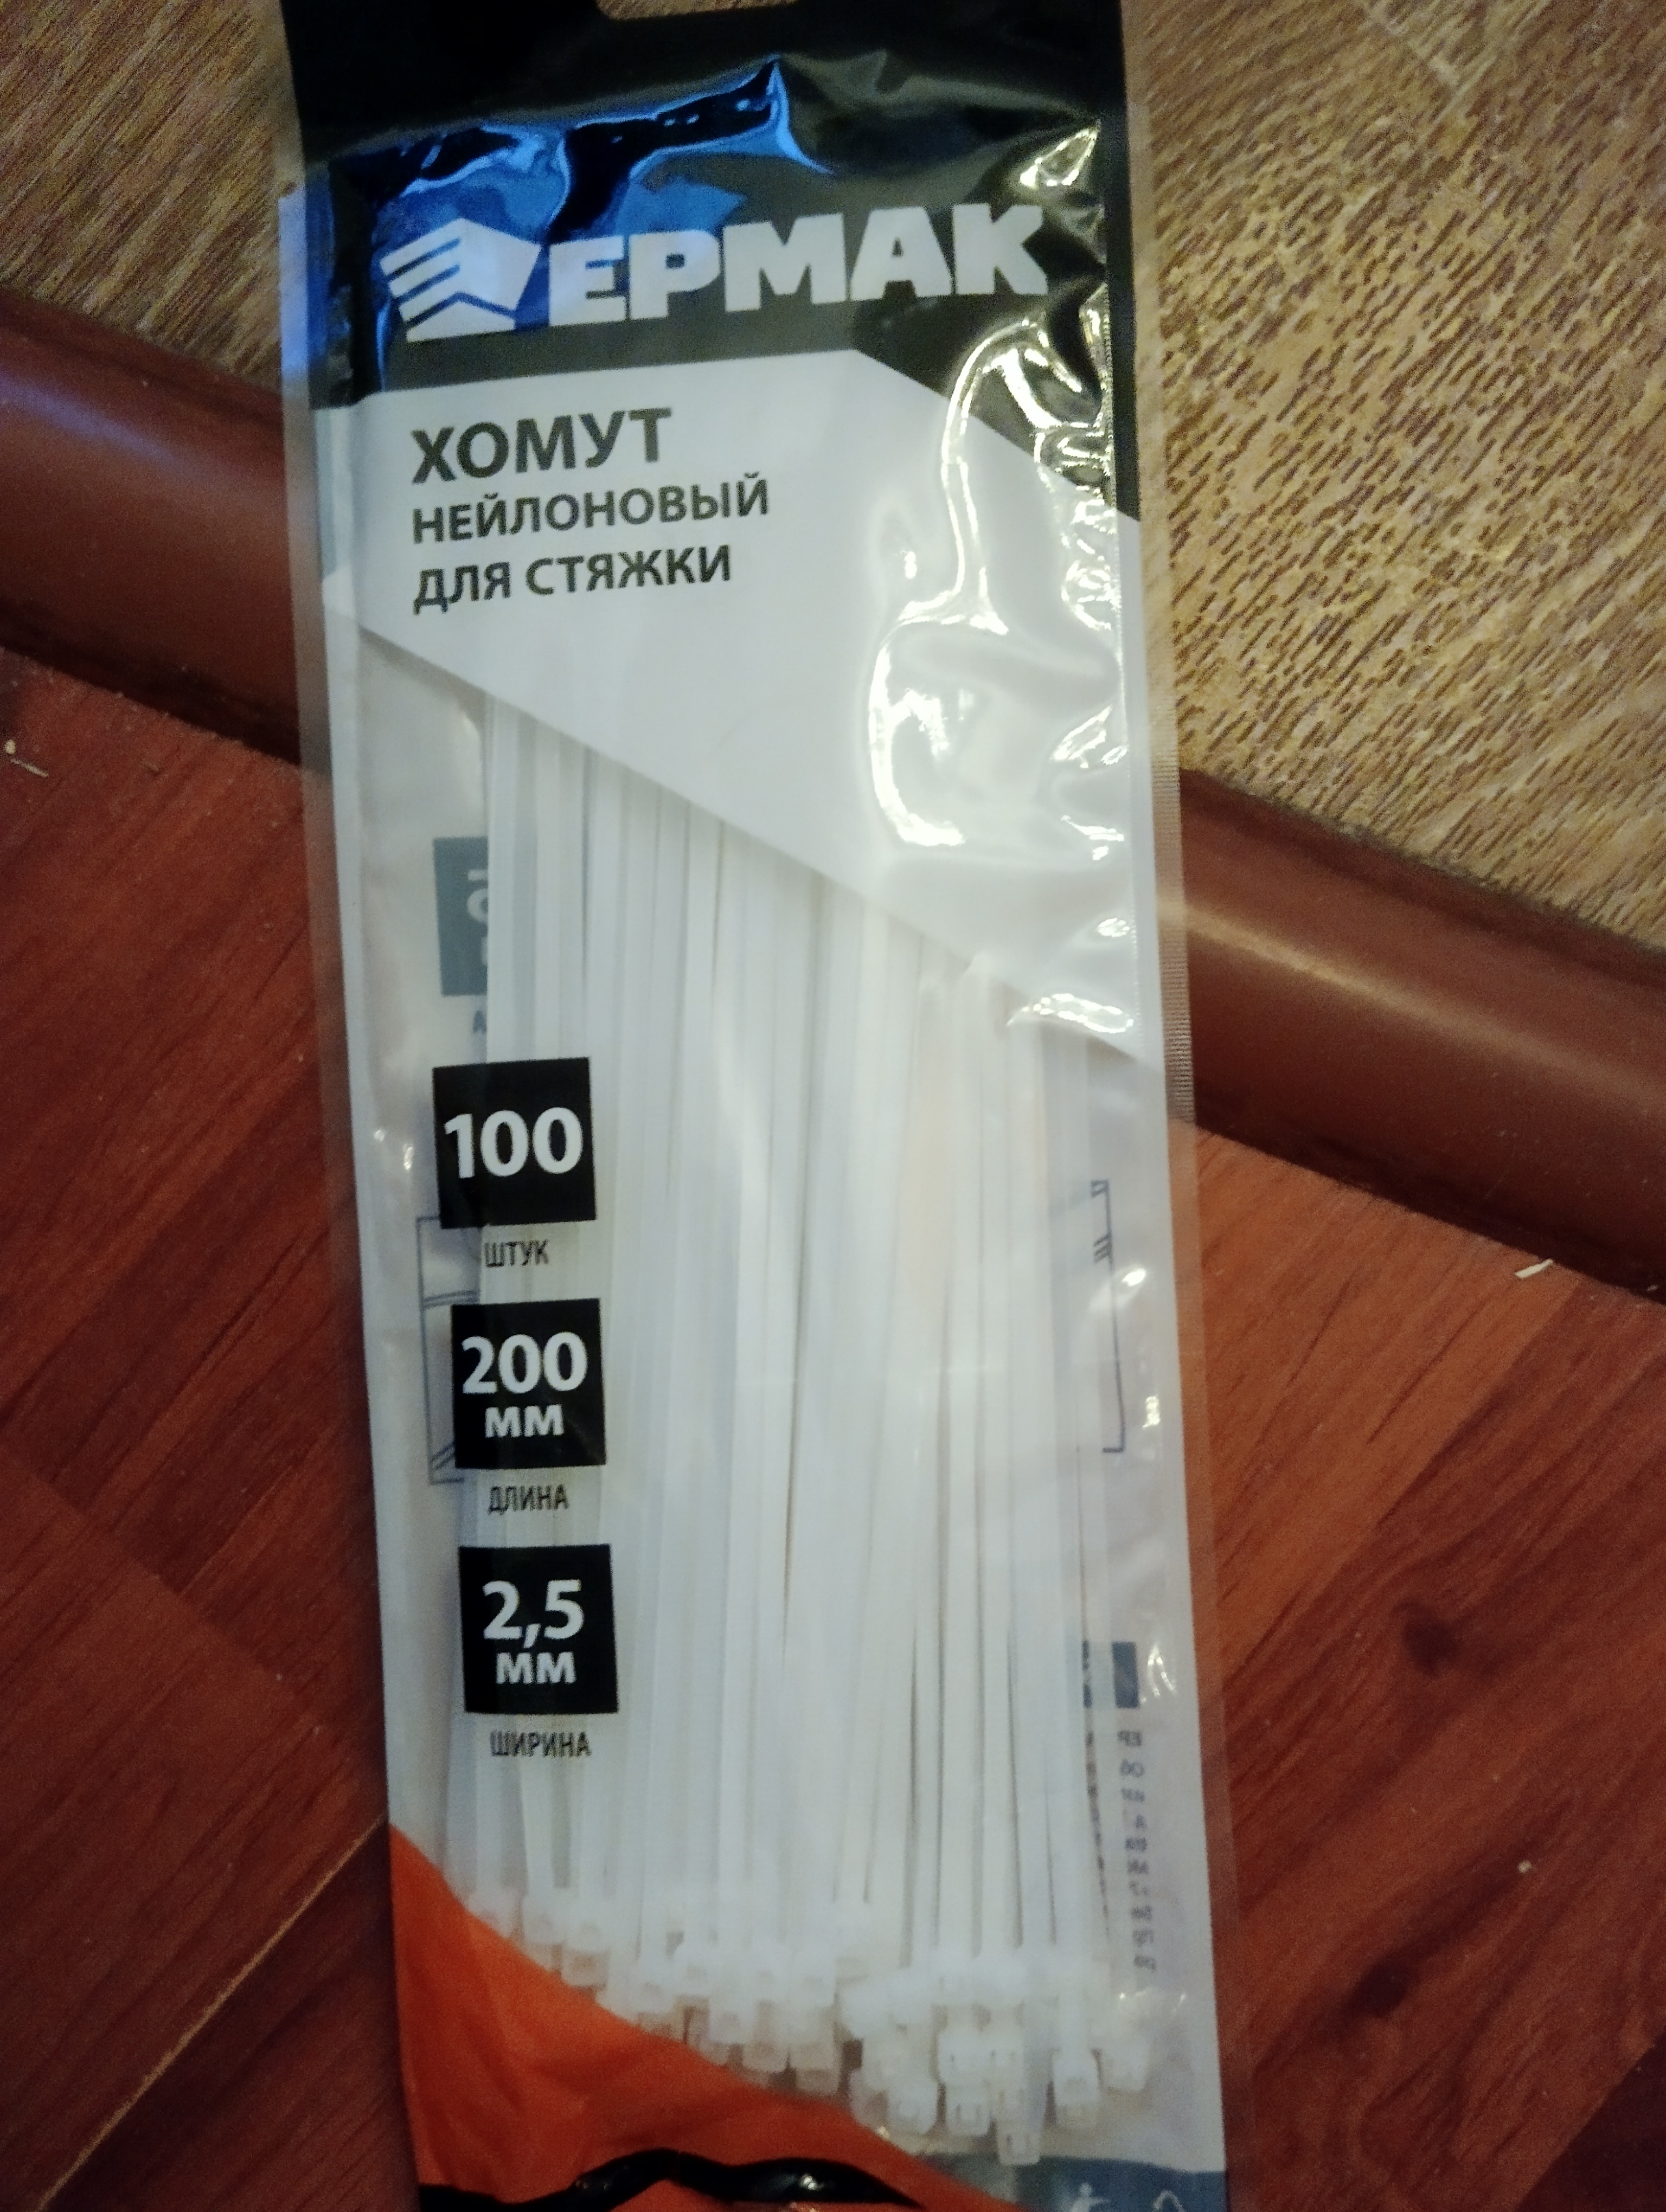 ЕРМАК
ХОМУТ
НЕЙЛОНОВЫЙ
ДЛЯ СТЯЖКИ
100
ШТУК
200
ММ
ДЛИНА
2,5
ММ
ШИРИНА